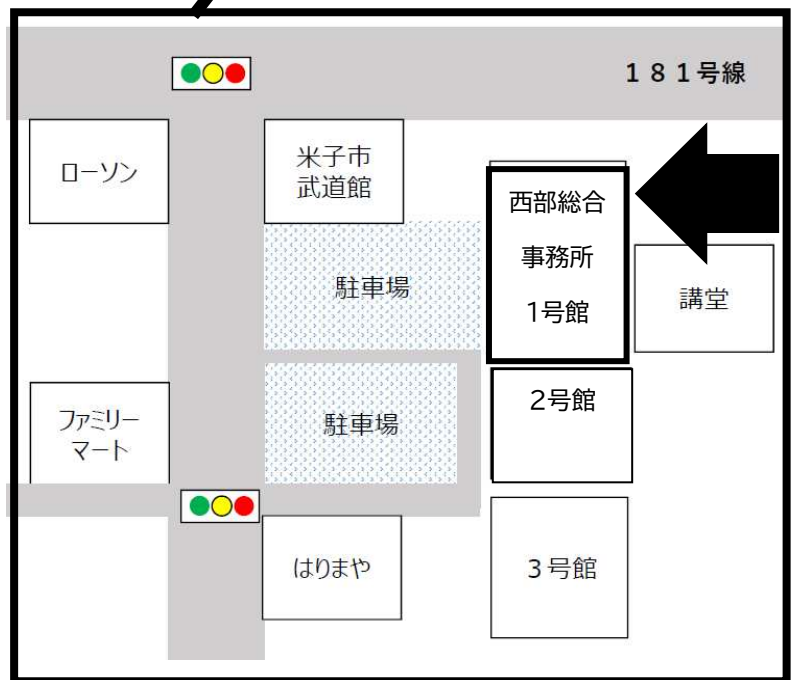 181号線
ローソン
米子市
武道館
西部総合
事務所
1号館
駐車場
講堂
ファミリー
マート
駐車場
2号館
はりまや
3号館